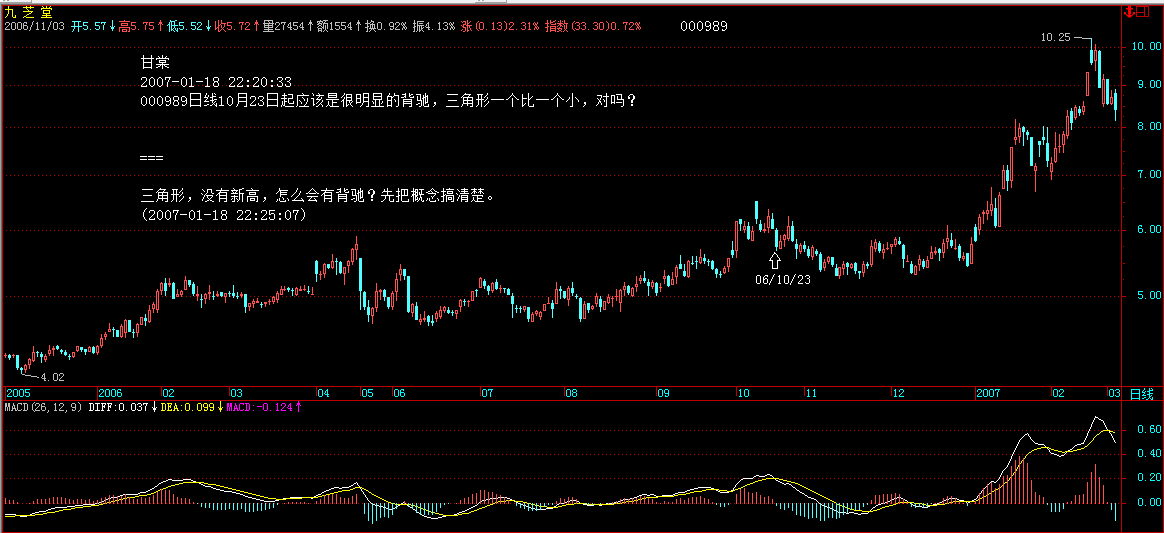 九芝堂
2006/11/03 开5.57↓高5.75↑低5.52↓收5.72↑量27454↑额1554↑换0.92% 振4.13% 涨(0.13)2.31% 指数(33.30)0.72%
000989
10.25
甘棠
2007-01-18 22:20:33
000989日线10月23日起应该是很明显的背驰，三角形一个比一个小，对吗？
===
三角形，没有新高，怎么会有背驰？先把概念搞清楚。
(2007-01-18 22:25:07)
06/10/23
4.02
10.00
9.00
8.00
7.00
6.00
5.00
2005 2006 02 03 04 05 06 07 08 09 10 11 12 2007 02 03 日线
MACD(26,12,9) DIFF:0.037↓ DEA:0.099↓ MACD:-0.124↑
0.60
0.40
0.20
0.00